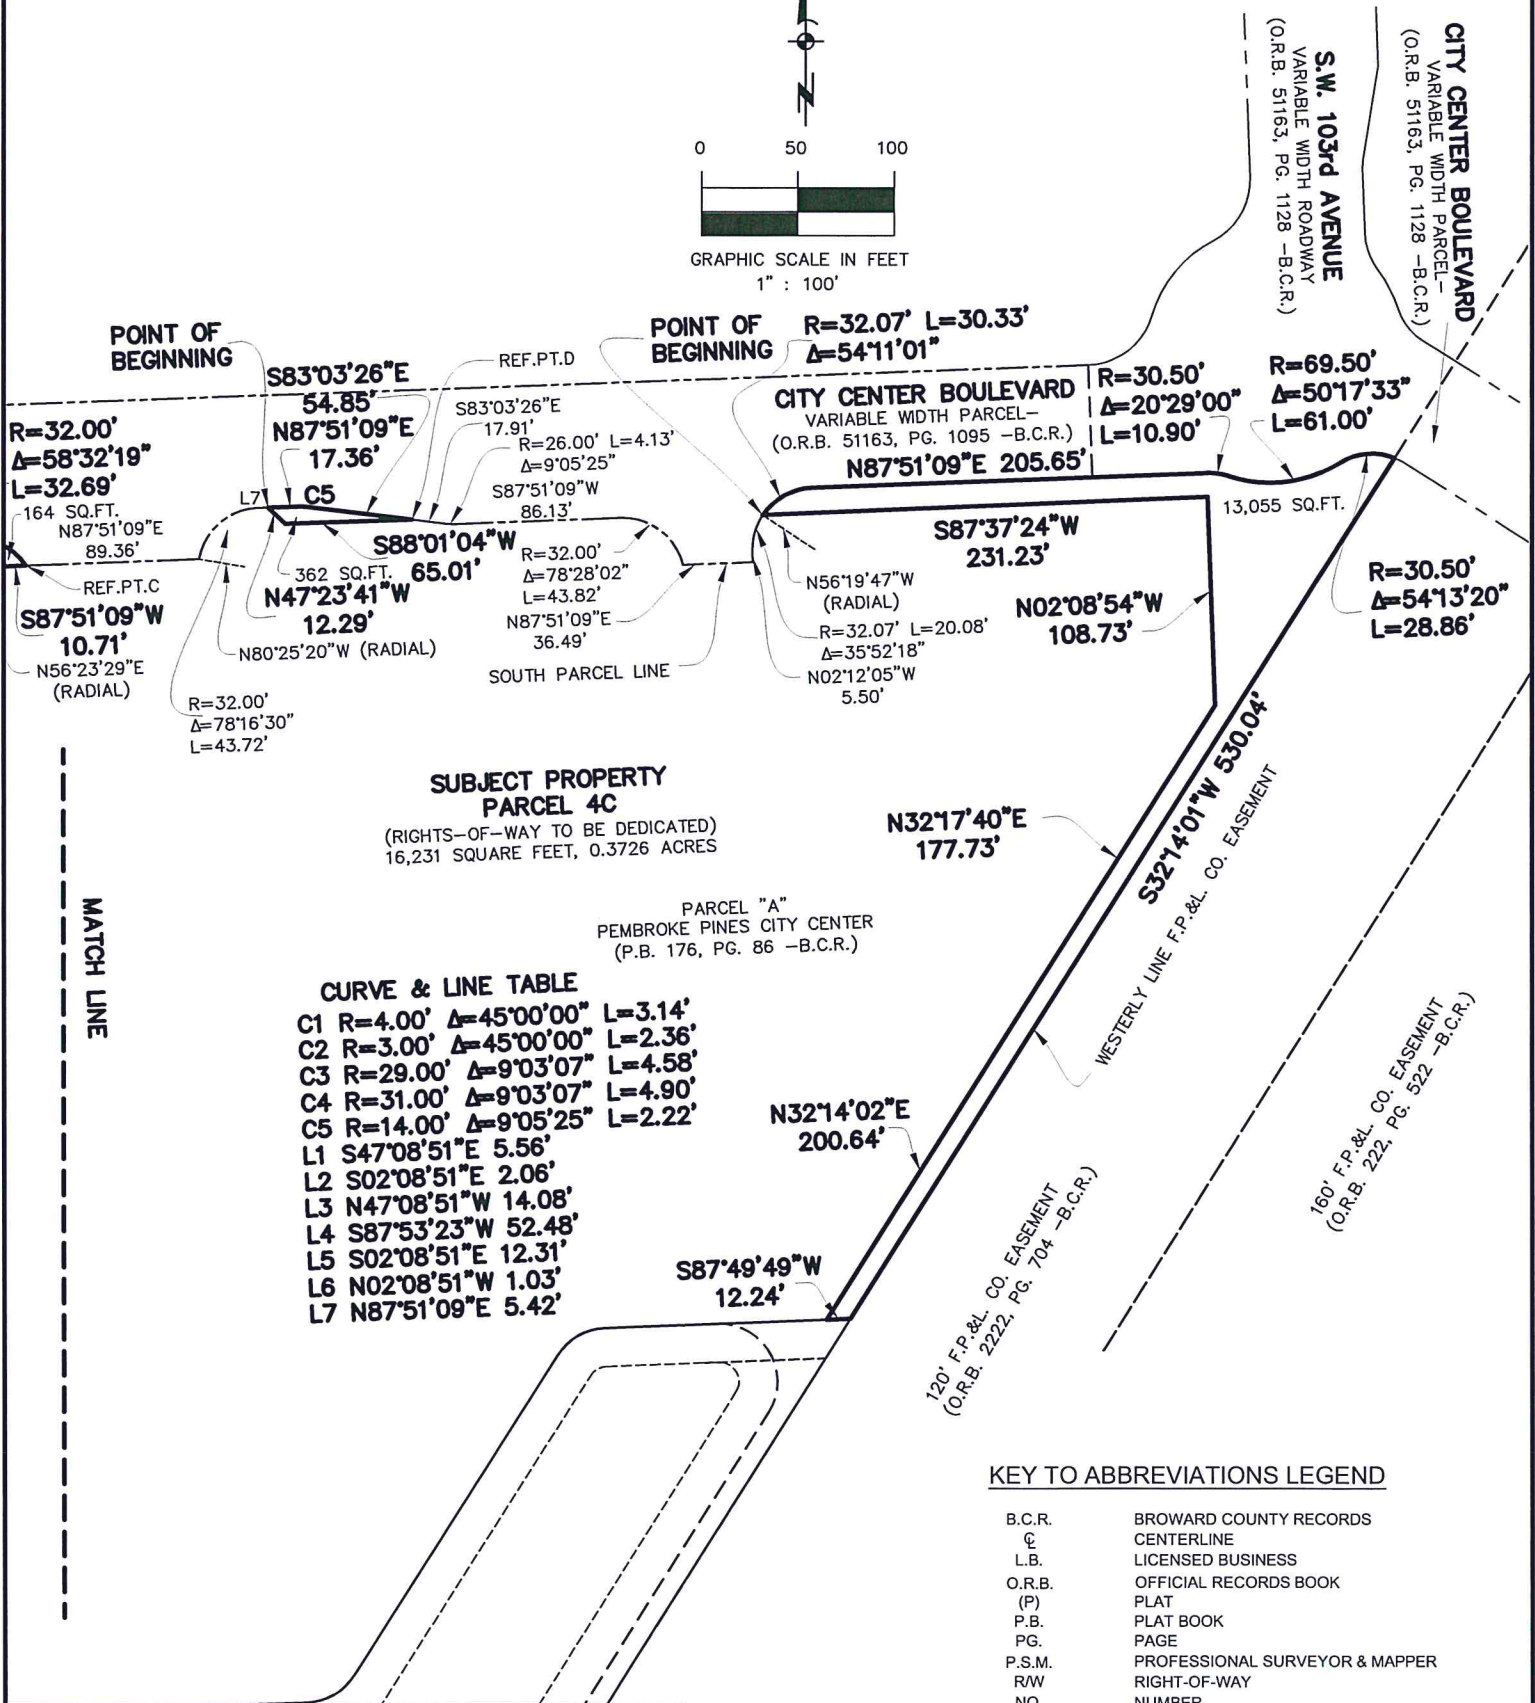 N
0 50 100
GRAPHIC SCALE IN FEET
1" : 100'
S.W. 103rd AVENUE
VARIABLE WIDTH ROADWAY
(O.R.B. 51163, PG. 1128 -B.C.R.)
CITY CENTER BOULEVARD
VARIABLE WIDTH PARCEL-
(O.R.B. 51163, PG. 1128 -B.C.R.)
POINT OF
BEGINNING
S83°03'26"E
54.85'
N87°51'09"E
17.36'
REF.PT.D
S83°03'26"E
17.91'
R=26.00' L=4.13'
Δ=9°05'25"
S87°51'09"W
86.13'
POINT OF
BEGINNING
R=32.07' L=30.33'
Δ=54°11'01"
CITY CENTER BOULEVARD
VARIABLE WIDTH PARCEL-
(O.R.B. 51163, PG. 1095 -B.C.R.)
N87°51'09"E 205.65'
R=30.50'
Δ=20°29'00"
L=10.90'
R=69.50'
Δ=50°17'33"
L=61.00'
R=32.00'
Δ=58°32'19"
L=32.69'
164 SQ.FT.
N87°51'09"E
89.36'
L7
C5
REF.PT.C
S87°51'09"W
10.71'
N56°23'29"E
(RADIAL)
S88°01'04"W
65.01'
362 SQ.FT.
N47°23'41"W
12.29'
N80°25'20"W (RADIAL)
R=32.00'
Δ=78°16'30"
L=43.72'
R=32.00'
Δ=78°28'02"
L=43.82'
N87°51'09"E
36.49'
SOUTH PARCEL LINE
S87°37'24"W
231.23'
13,055 SQ.FT.
N56°19'47"W
(RADIAL)
R=32.07' L=20.08'
Δ=35°52'18"
N02°12'05"W
5.50'
N02°08'54"W
108.73'
R=30.50'
Δ=54°13'20"
L=28.86'
SUBJECT PROPERTY
PARCEL 4C
(RIGHTS-OF-WAY TO BE DEDICATED)
16,231 SQUARE FEET, 0.3726 ACRES
N32°17'40"E
177.73'
S32°14'01"W 530.04'
WESTERLY LINE F.P.&L. CO. EASEMENT
PARCEL "A"
PEMBROKE PINES CITY CENTER
(P.B. 176, PG. 86 -B.C.R.)
MATCH LINE
CURVE & LINE TABLE
C1 R=4.00' Δ=45°00'00" L=3.14'
C2 R=3.00' Δ=45°00'00" L=2.36'
C3 R=29.00' Δ=9°03'07" L=4.58'
C4 R=31.00' Δ=9°03'07" L=4.90'
C5 R=14.00' Δ=9°05'25" L=2.22'
L1 S47°08'51"E 5.56'
L2 S02°08'51"E 2.06'
L3 N47°08'51"W 14.08'
L4 S87°53'23"W 52.48'
L5 S02°08'51"E 12.31'
L6 N02°08'51"W 1.03'
L7 N87°51'09"E 5.42'
N32°14'02"E
200.64'
S87°49'49"W
12.24'
120' F.P.&L. CO. EASEMENT
(O.R.B. 2222, PG. 704 -B.C.R.)
160' F.P.&L. CO. EASEMENT
(O.R.B. 222, PG. 522 -B.C.R.)
KEY TO ABBREVIATIONS LEGEND
B.C.R. BROWARD COUNTY RECORDS
℄ CENTERLINE
L.B. LICENSED BUSINESS
O.R.B. OFFICIAL RECORDS BOOK
(P) PLAT
P.B. PLAT BOOK
PG. PAGE
P.S.M. PROFESSIONAL SURVEYOR & MAPPER
R/W RIGHT-OF-WAY
NO. NUMBER